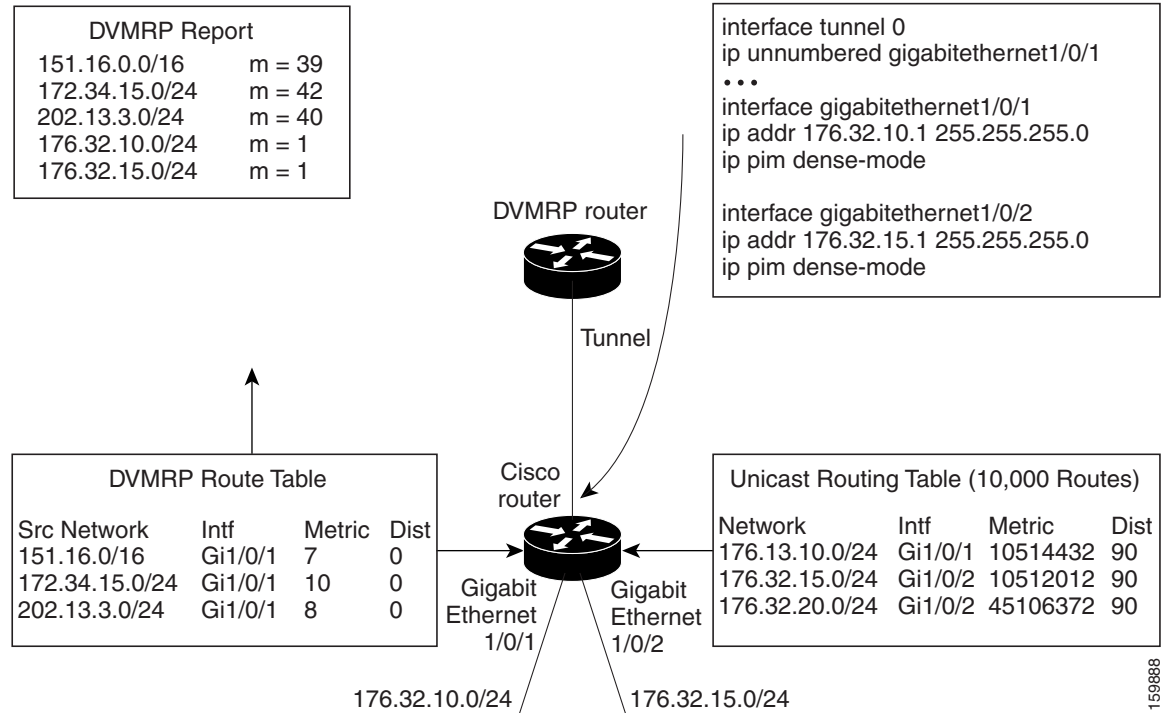 DVMRP Report
151.16.0.0/16 m = 39
172.34.15.0/24 m = 42
202.13.3.0/24 m = 40
176.32.10.0/24 m = 1
176.32.15.0/24 m = 1
interface tunnel 0
ip unnumbered gigabitethernet1/0/1
• • •
interface gigabitethernet1/0/1
ip addr 176.32.10.1 255.255.255.0
ip pim dense-mode
interface gigabitethernet1/0/2
ip addr 176.32.15.1 255.255.255.0
ip pim dense-mode
DVMRP router
Tunnel
DVMRP Route Table
Src Network Intf Metric Dist
151.16.0/16 Gi1/0/1 7 0
172.34.15.0/24 Gi1/0/1 10 0
202.13.3.0/24 Gi1/0/1 8 0
Cisco
router
Unicast Routing Table (10,000 Routes)
Network Intf Metric Dist
176.13.10.0/24 Gi1/0/1 10514432 90
176.32.15.0/24 Gi1/0/2 10512012 90
176.32.20.0/24 Gi1/0/2 45106372 90
Gigabit
Ethernet
1/0/1
Gigabit
Ethernet
1/0/2
176.32.10.0/24
176.32.15.0/24
159888